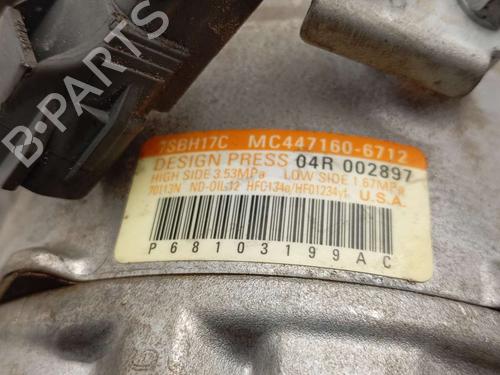 B-PARTS
7SBH17C MC447160-6712
DESIGN PRESS 04R 002897
HIGH SIDE 3.53MPa LOW SIDE 1.67MPa
ND-OIL12 HFC134a/HFO1234yf U.S.A.
P68103199AC